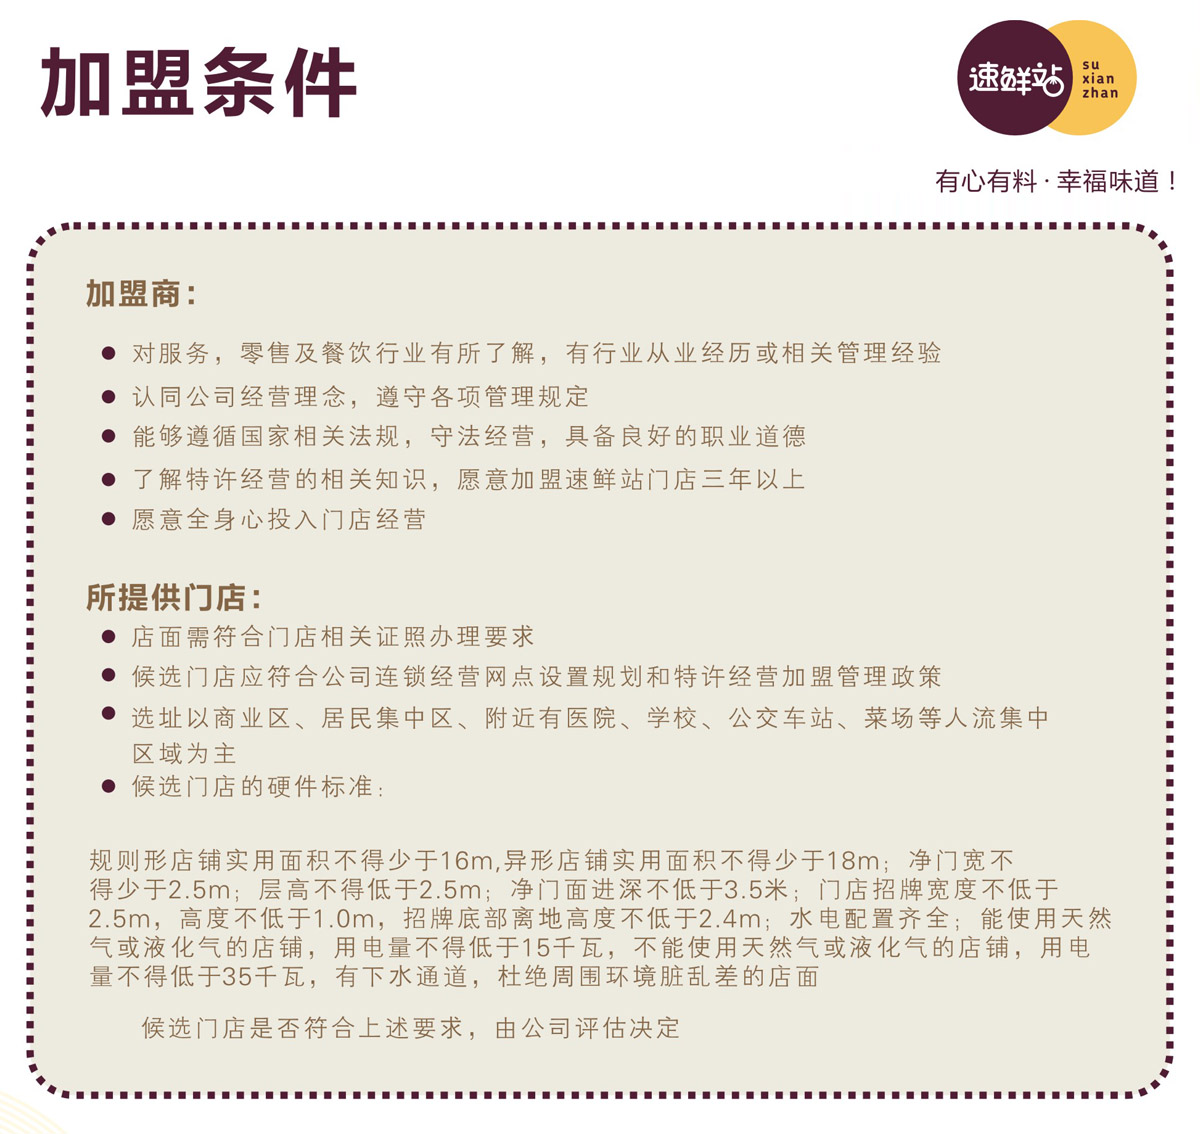 加盟条件
速鲜站
su
xian
zhan
有心有料·幸福味道！
加盟商：
● 对服务，零售及餐饮行业有所了解，有行业从业经历或相关管理经验
● 认同公司经营理念，遵守各项管理规定
● 能够遵循国家相关法规，守法经营，具备良好的职业道德
● 了解特许经营的相关知识，愿意加盟速鲜站门店三年以上
● 愿意全身心投入门店经营
所提供门店：
● 店面需符合门店相关证照办理要求
● 候选门店应符合公司连锁经营网点设置规划和特许经营加盟管理政策
● 选址以商业区、居民集中区、附近有医院、学校、公交车站、菜场等人流集中
区域为主
● 候选门店的硬件标准：
规则形店铺实用面积不得少于16m,异形店铺实用面积不得少于18m；净门宽不
得少于2.5m；层高不得低于2.5m；净门面进深不低于3.5米；门店招牌宽度不低于
2.5m，高度不低于1.0m，招牌底部离地高度不低于2.4m；水电配置齐全；能使用天然
气或液化气的店铺，用电量不得低于15千瓦，不能使用天然气或液化气的店铺，用电
量不得低于35千瓦，有下水通道，杜绝周围环境脏乱差的店面
候选门店是否符合上述要求，由公司评估决定